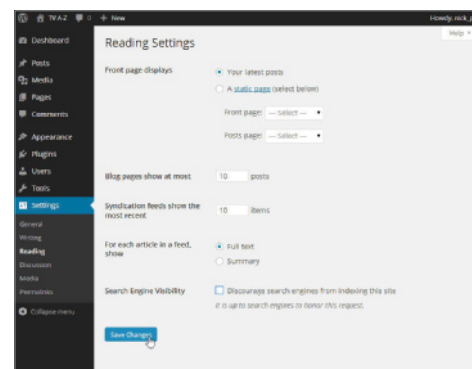 TV A-Z 0 + New
Howdy, nick_
Help
Dashboard
Posts
Media
Pages
Comments
Appearance
Plugins
Users
Tools
Settings
General
Writing
Reading
Discussion
Media
Permalinks
Collapse menu
Reading Settings
Front page displays
Your latest posts
A static page (select below)
Front page: — Select —
Posts page: — Select —
Blog pages show at most 10 posts
Syndication feeds show the
most recent
10 items
For each article in a feed,
show
Full text
Summary
Search Engine Visibility
Discourage search engines from indexing this site
It is up to search engines to honor this request.
Save Changes